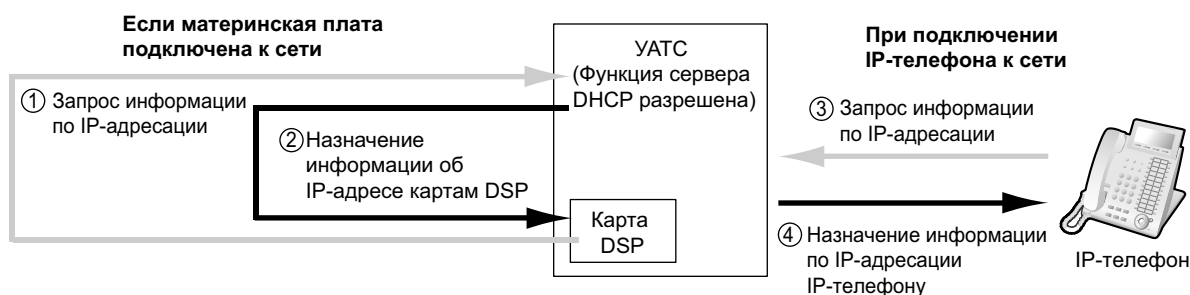 Если материнская плата
подключена к сети
① Запрос информации
по IP-адресации
② Назначение
информации об
IP-адресе картам DSP
УАТС
(Функция сервера
DHCP разрешена)
Карта
DSP
При подключении
IP-телефона к сети
③ Запрос информации
по IP-адресации
④ Назначение информации
по IP-адресации
IP-телефону
IP-телефон